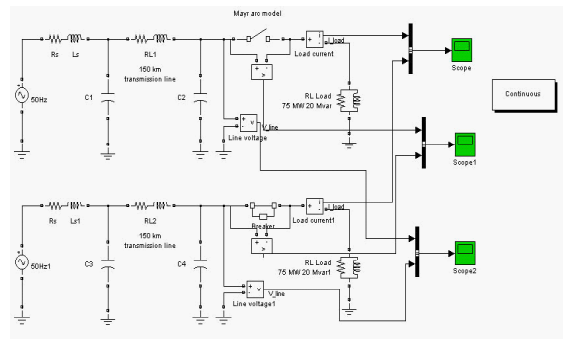 Mayr arc model
Rs
Ls
RL1
150 km
transmission line
C1
C2
50Hz
+
-
v
i
+
-
I_load
Load current
RL Load
75 MW 20 Mvar
+
-
v
V_line
Line voltage
Scope
Scope1
Scope2
Continuous
Rs
Ls1
RL2
150 km
transmission line
C3
C4
50Hz1
Breaker
+
-
I_load
Load current1
RL Load
75 MW 20 Mvar1
+
-
v
V_line
Line voltage1